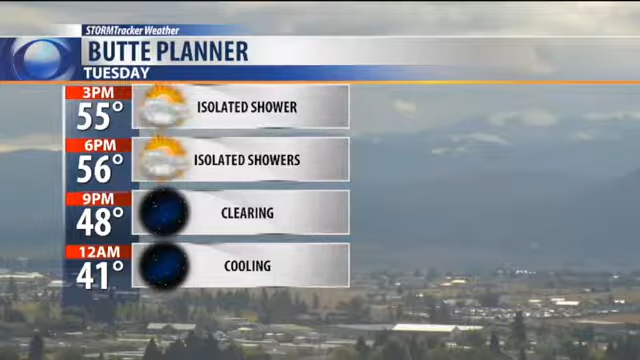 STORMTracker Weather
BUTTE PLANNER
TUESDAY
3PM
55°
ISOLATED SHOWER
6PM
56°
ISOLATED SHOWERS
9PM
48°
CLEARING
12AM
41°
COOLING